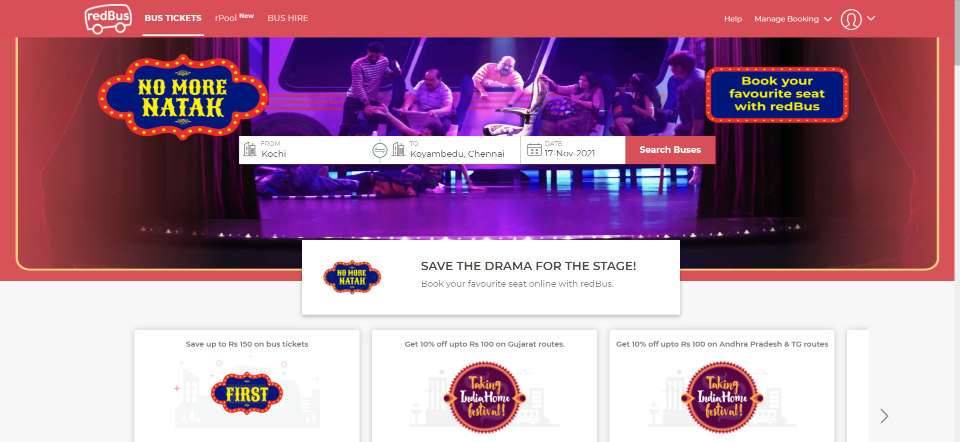 redBus
BUS TICKETS
rPool New
BUS HIRE
Help
Manage Booking
NO MORE
NATAK
Book your
favourite seat
with redBus
FROM
Kochi
TO
Koyambedu, Chennai
DATE
17-Nov-2021
Search Buses
NO MORE
NATAK
SAVE THE DRAMA FOR THE STAGE!
Book your favourite seat online with redBus.
Save up to Rs 150 on bus tickets
FIRST
Get 10% off upto Rs 100 on Gujarat routes.
Taking
IndiaHome
festival!
Get 10% off upto Rs 100 on Andhra Pradesh & TG routes
Taking
IndiaHome
festival!